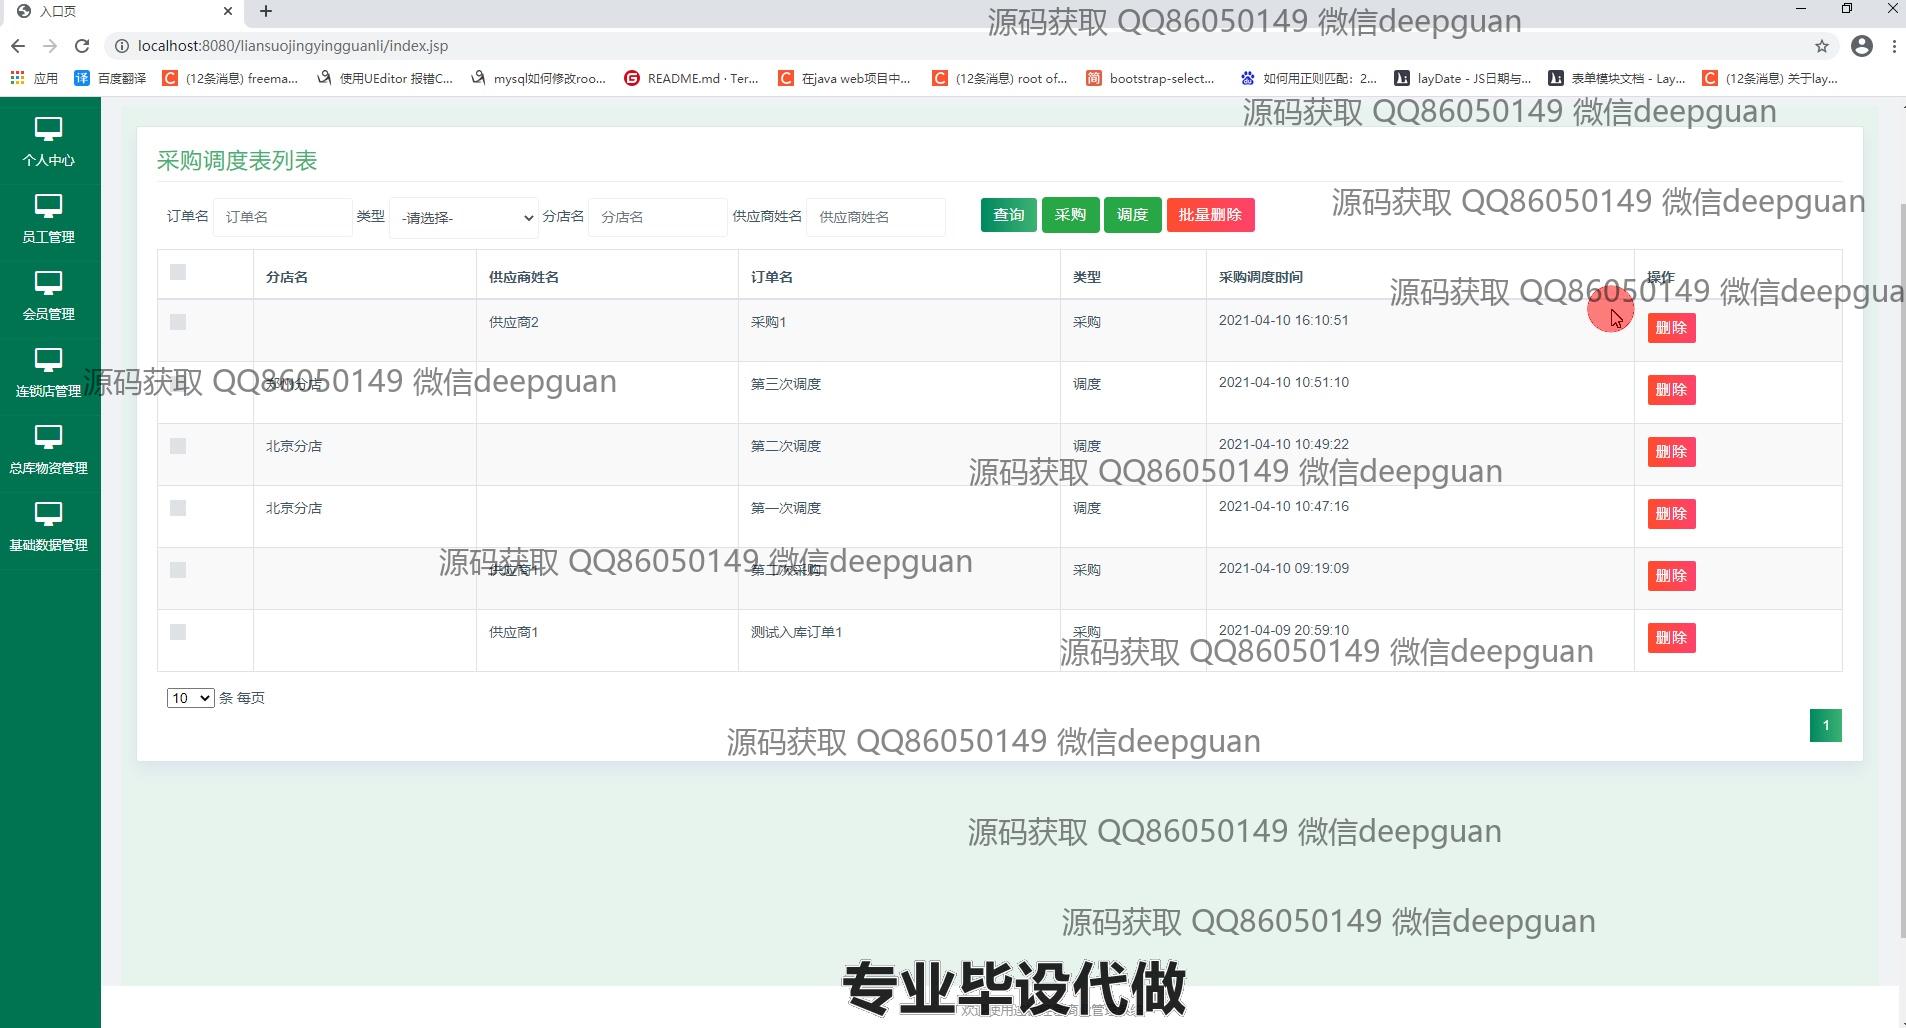 入口页
localhost:8080/liansuojingyingguanli/index.jsp
应用 百度翻译 (12条消息) freema... 使用UEditor 报错C... mysql如何修改roo... README.md · Ter... 在java web项目中... (12条消息) root of... bootstrap-select... 如何用正则匹配：2... layDate - JS日期与... 表单模块文档 - Lay... (12条消息) 关于lay...
源码获取 QQ86050149 微信deepguan
源码获取 QQ86050149 微信deepguan
个人中心
员工管理
会员管理
连锁店管理
总库物资管理
基础数据管理
采购调度表列表
源码获取 QQ86050149 微信deepguan
订单名 订单名 类型 -请选择- 分店名 分店名 供应商姓名 供应商姓名 查询 采购 调度 批量删除
分店名 供应商姓名 订单名 类型 采购调度时间 操作
源码获取 QQ86050149 微信deepgua
供应商2 采购1 采购 2021-04-10 16:10:51 删除
郑州分店 第三次调度 调度 2021-04-10 10:51:10 删除
源码获取 QQ86050149 微信deepguan
北京分店 第二次调度 调度 2021-04-10 10:49:22 删除
源码获取 QQ86050149 微信deepguan
北京分店 第一次调度 调度 2021-04-10 10:47:16 删除
供应商1 第二次采购 采购 2021-04-10 09:19:09 删除
源码获取 QQ86050149 微信deepguan
供应商1 测试入库订单1 采购 2021-04-09 20:59:10 删除
源码获取 QQ86050149 微信deepguan
10 条 每页
1
源码获取 QQ86050149 微信deepguan
源码获取 QQ86050149 微信deepguan
源码获取 QQ86050149 微信deepguan
专业毕设代做